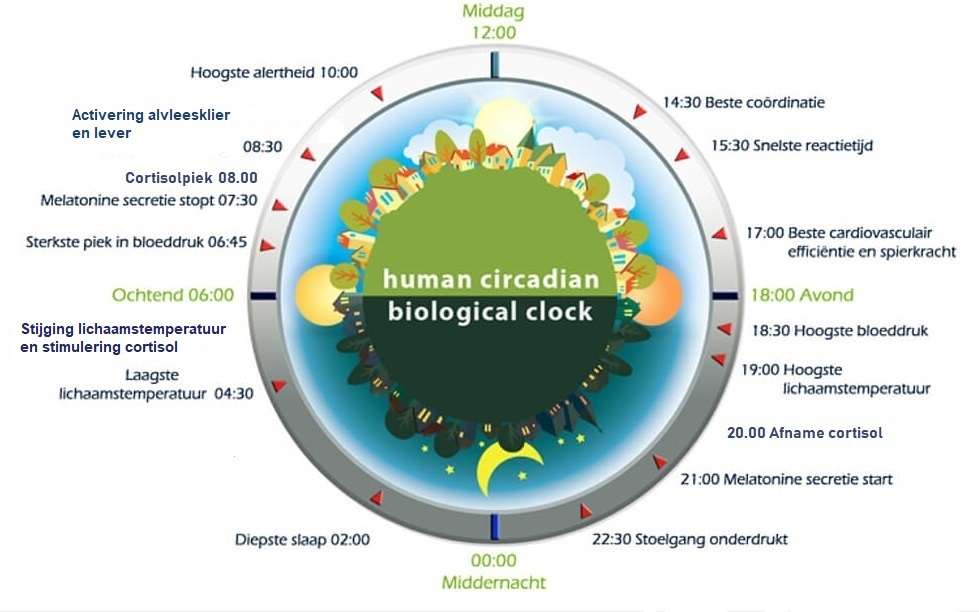 Middag
12:00
Hoogste alertheid 10:00
14:30 Beste coördinatie
Activering alvleesklier
en lever
08:30
15:30 Snelste reactietijd
Cortisolpiek 08.00
Melatonine secretie stopt 07:30
Sterkste piek in bloeddruk 06:45
17:00 Beste cardiovasculair
efficiëntie en spierkracht
human circadian
biological clock
Ochtend 06:00
18:00 Avond
Stijging lichaamstemperatuur
en stimulering cortisol
18:30 Hoogste bloeddruk
Laagste
lichaamstemperatuur 04:30
19:00 Hoogste
lichaamstemperatuur
20.00 Afname cortisol
21:00 Melatonine secretie start
Diepste slaap 02:00
22:30 Stoelgang onderdrukt
00:00
Middernacht